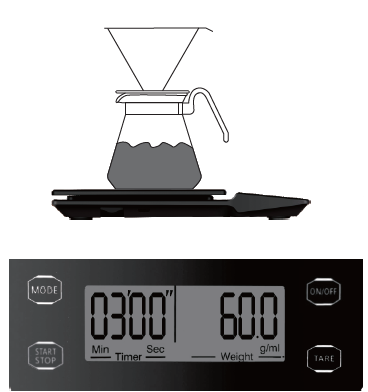 MODE
ON/OFF
03'00" 60.0
START
STOP
Min Timer Sec Weight g/ml
TARE